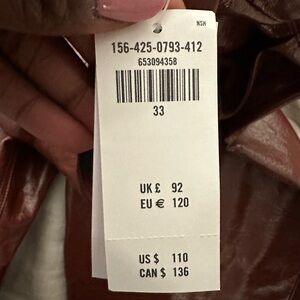 NSH
156-425-0793-412
653094358
33
UK £ 92
EU € 120
US $ 110
CAN $ 136